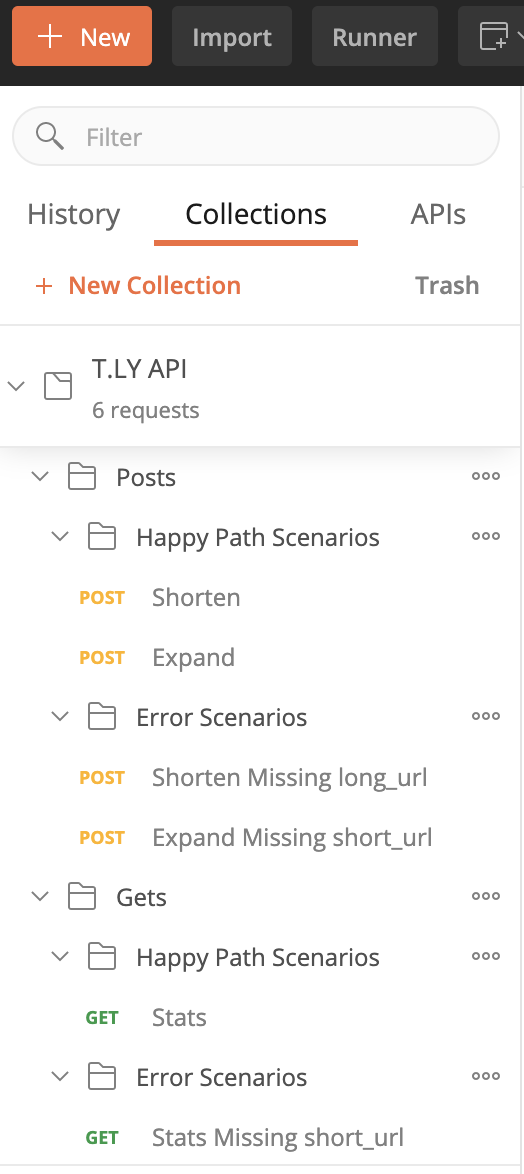 New Import Runner
Filter
History Collections APIs
+ New Collection Trash
T.LY API
6 requests
Posts
Happy Path Scenarios
POST Shorten
POST Expand
Error Scenarios
POST Shorten Missing long_url
POST Expand Missing short_url
Gets
Happy Path Scenarios
GET Stats
Error Scenarios
GET Stats Missing short_url